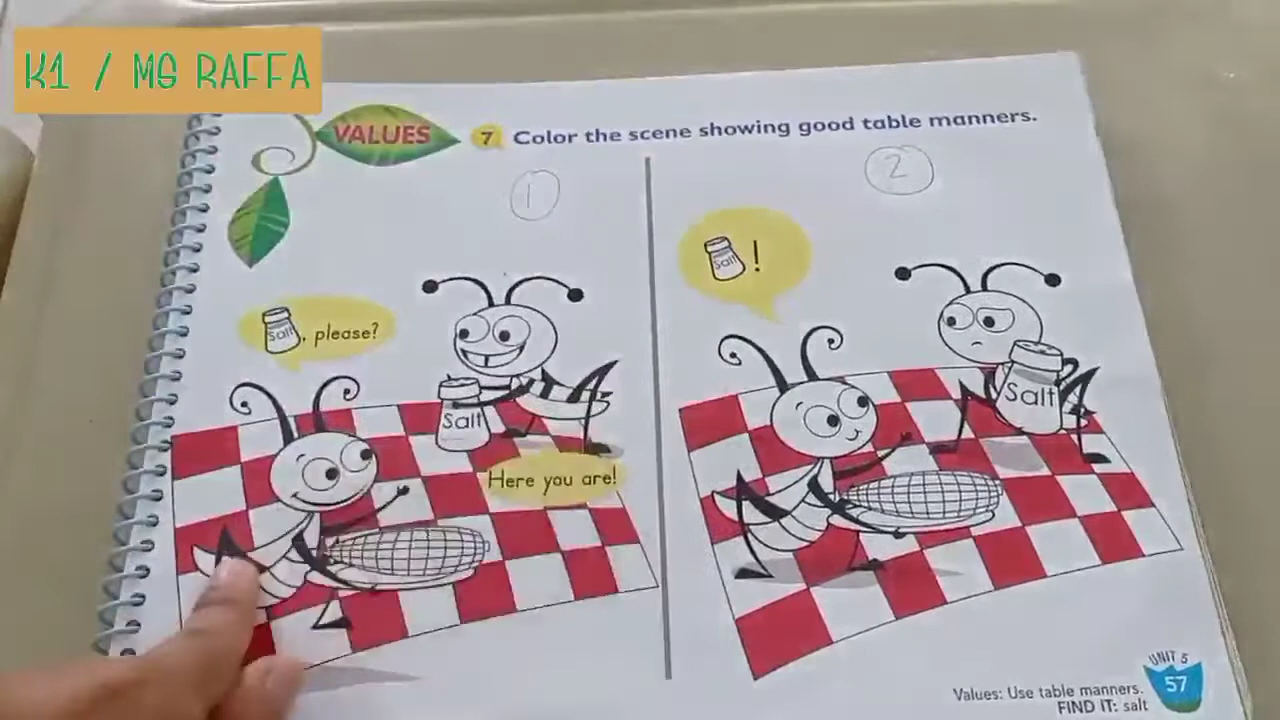 K1 / MS RAFFA
VALUES
7 Color the scene showing good table manners.
1
2
Salt, please?
Salt
Here you are!
Salt!
Salt
UNIT 5
57
Values: Use table manners.
FIND IT: salt